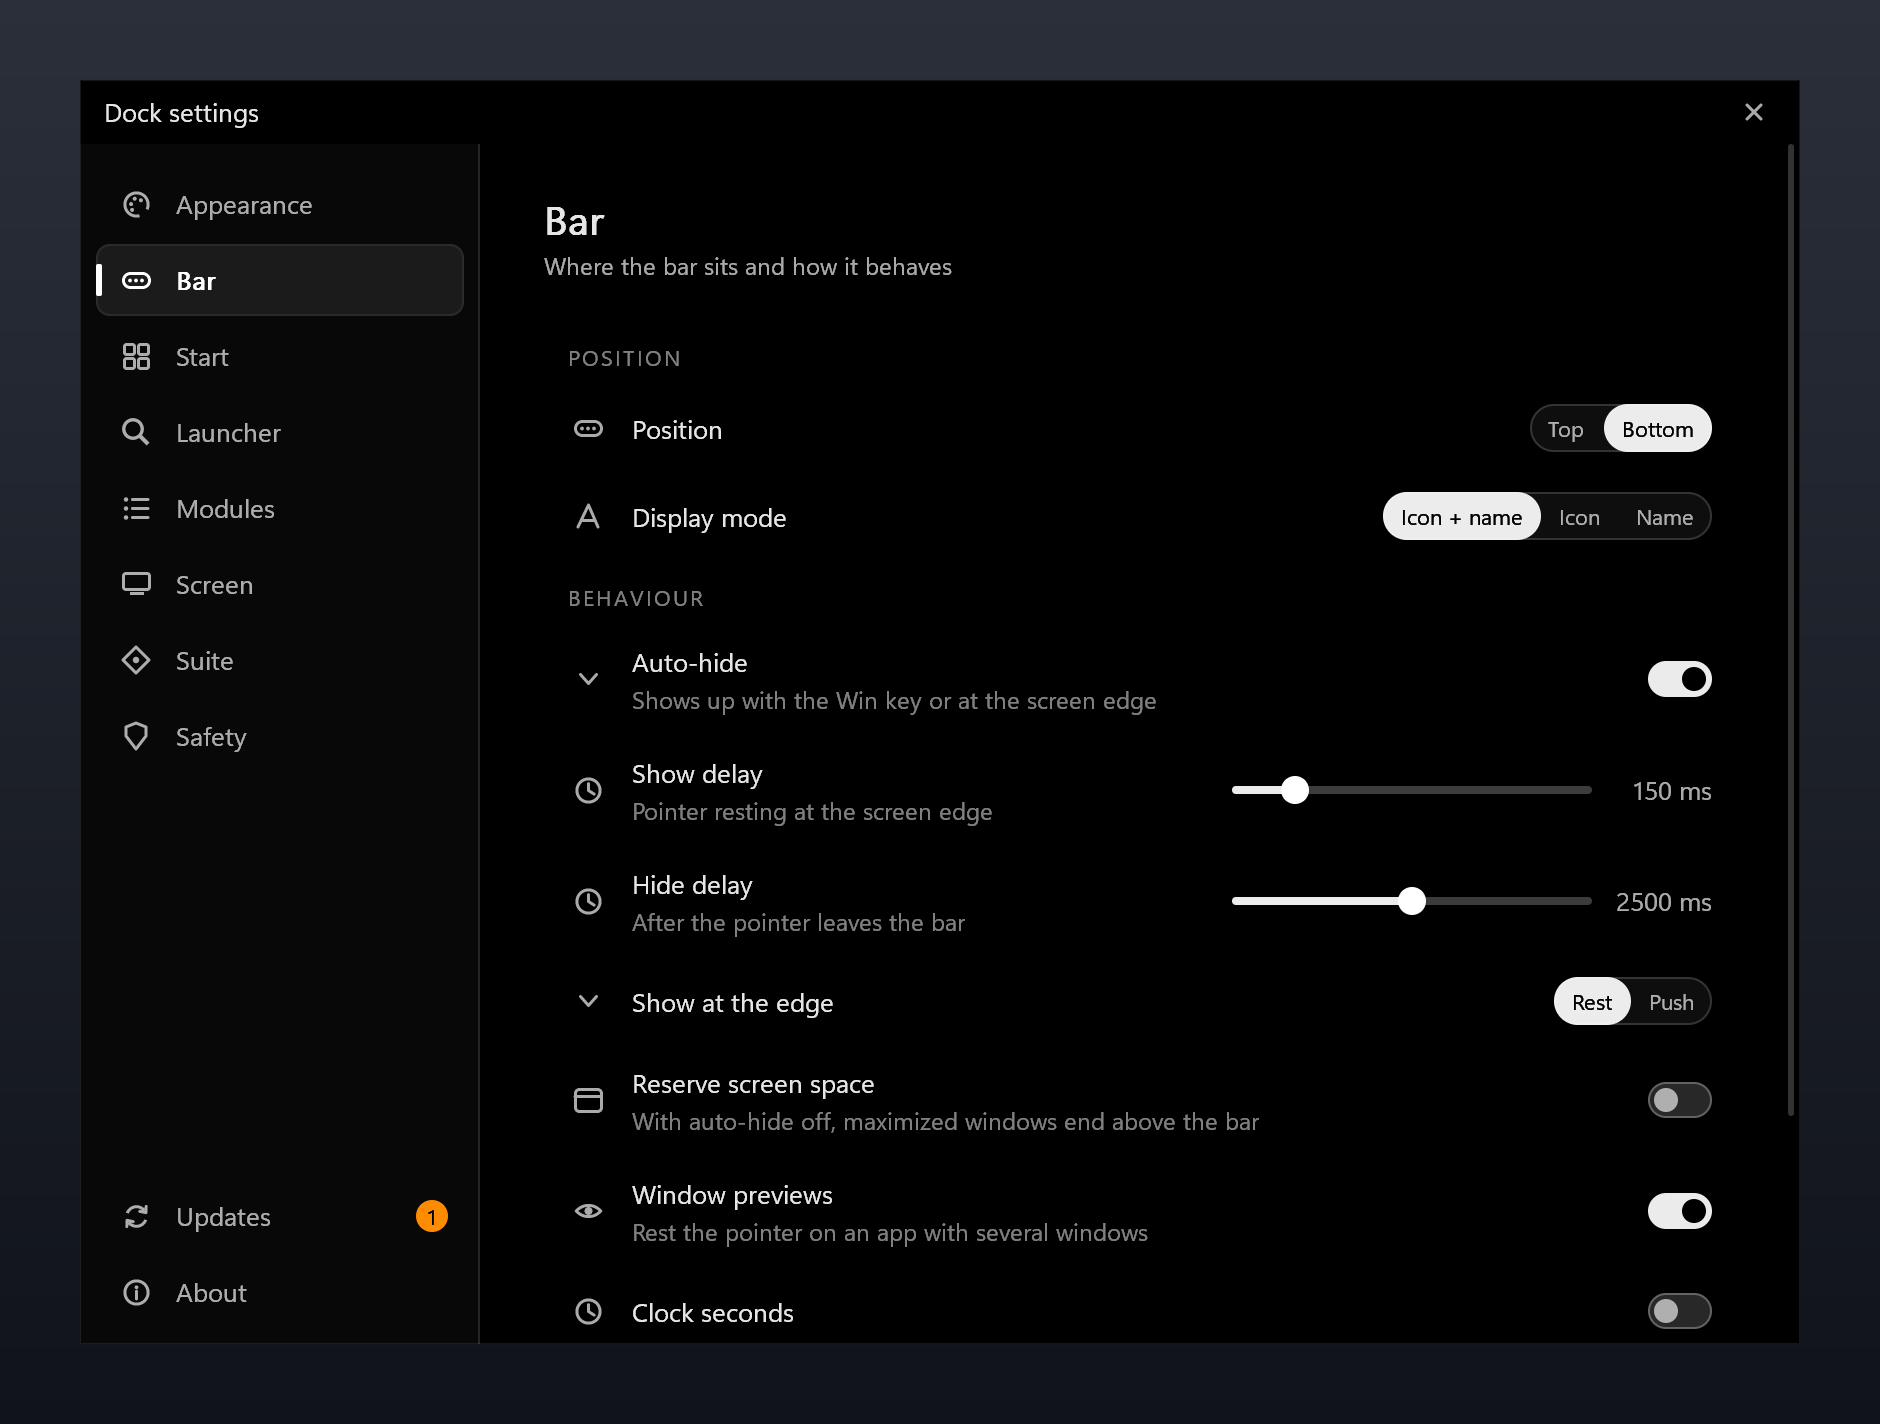 Dock settings
Appearance
Bar
Start
Launcher
Modules
Screen
Suite
Safety
Updates
1
About
Bar
Where the bar sits and how it behaves
POSITION
Position
Top
Bottom
Display mode
Icon + name
Icon
Name
BEHAVIOUR
Auto-hide
Shows up with the Win key or at the screen edge
Show delay
Pointer resting at the screen edge
150 ms
Hide delay
After the pointer leaves the bar
2500 ms
Show at the edge
Rest
Push
Reserve screen space
With auto-hide off, maximized windows end above the bar
Window previews
Rest the pointer on an app with several windows
Clock seconds